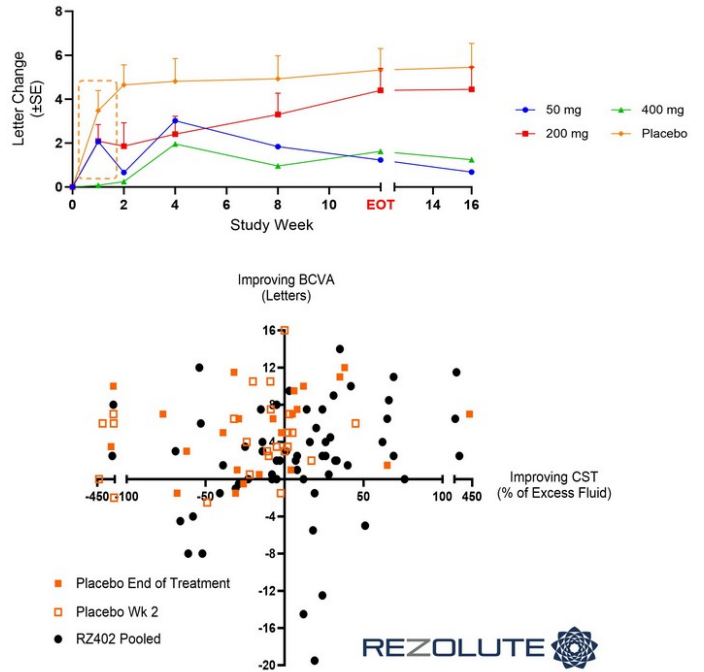 8
6
4
2
0
Letter Change
(±SE)
0 2 4 6 8 10 EOT 14 16
Study Week
50 mg
400 mg
200 mg
Placebo
Improving BCVA
(Letters)
16
12
8
4
-450 -100 -50 0 50 100 450
Improving CST
(% of Excess Fluid)
-4
-8
-12
-16
-20
Placebo End of Treatment
Placebo Wk 2
RZ402 Pooled
REZOLUTE